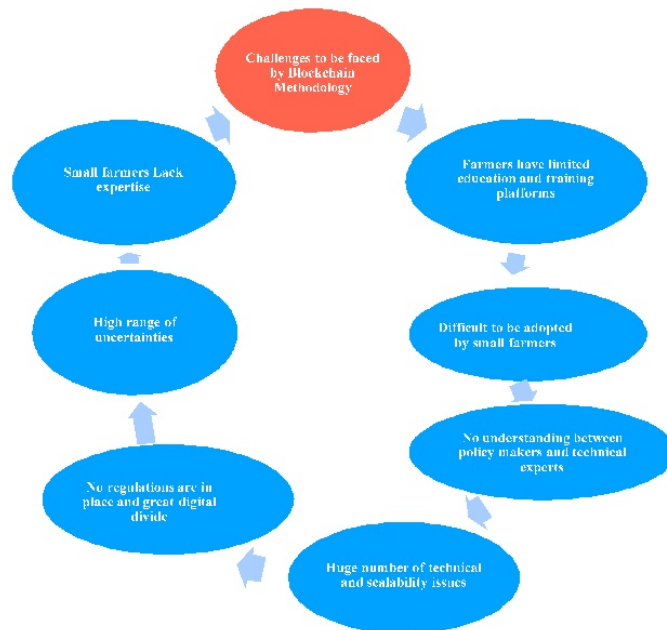 Challenges to be faced
by Blockchain
Methodology
Farmers have limited
education and training
platforms
Difficult to be adopted
by small farmers
No understanding between
policy makers and technical
experts
Huge number of technical
and scalability issues
No regulations are in
place and great digital
divide
High range of
uncertainties
Small farmers Lack
expertise